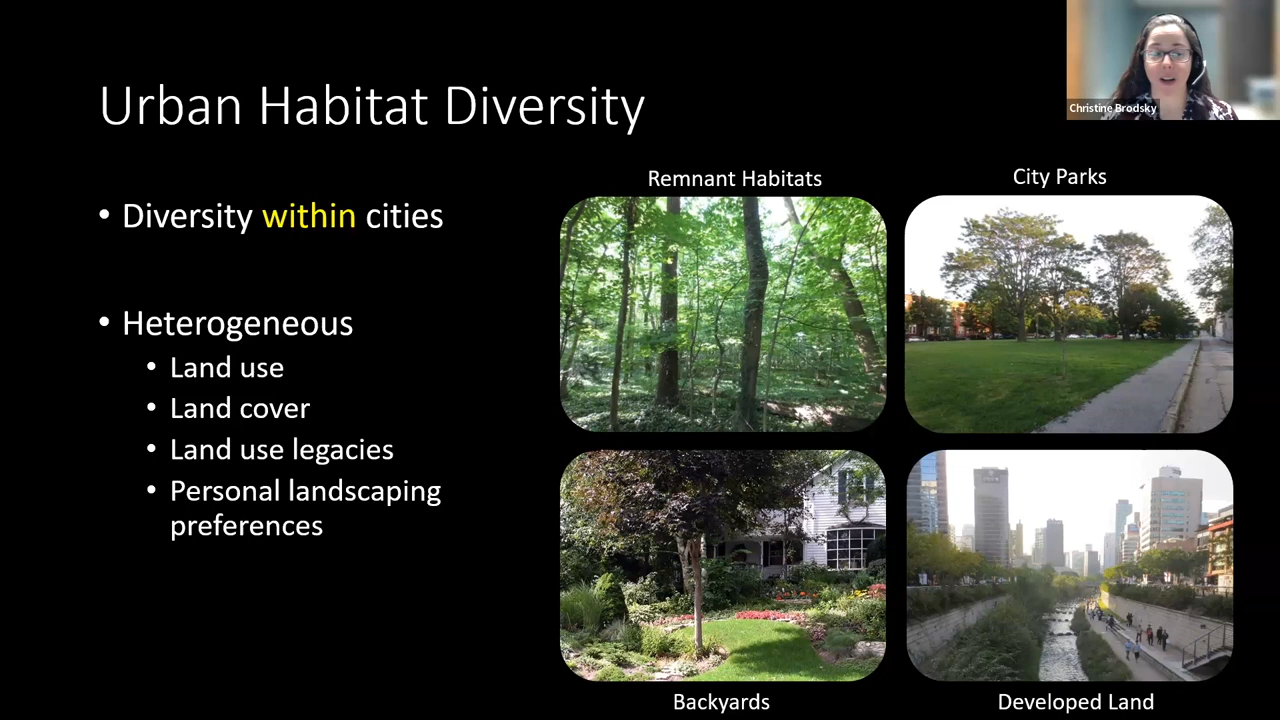 Christine Brodsky
Urban Habitat Diversity
• Diversity within cities
• Heterogeneous
• Land use
• Land cover
• Land use legacies
• Personal landscaping
preferences
Remnant Habitats
City Parks
Backyards
Developed Land